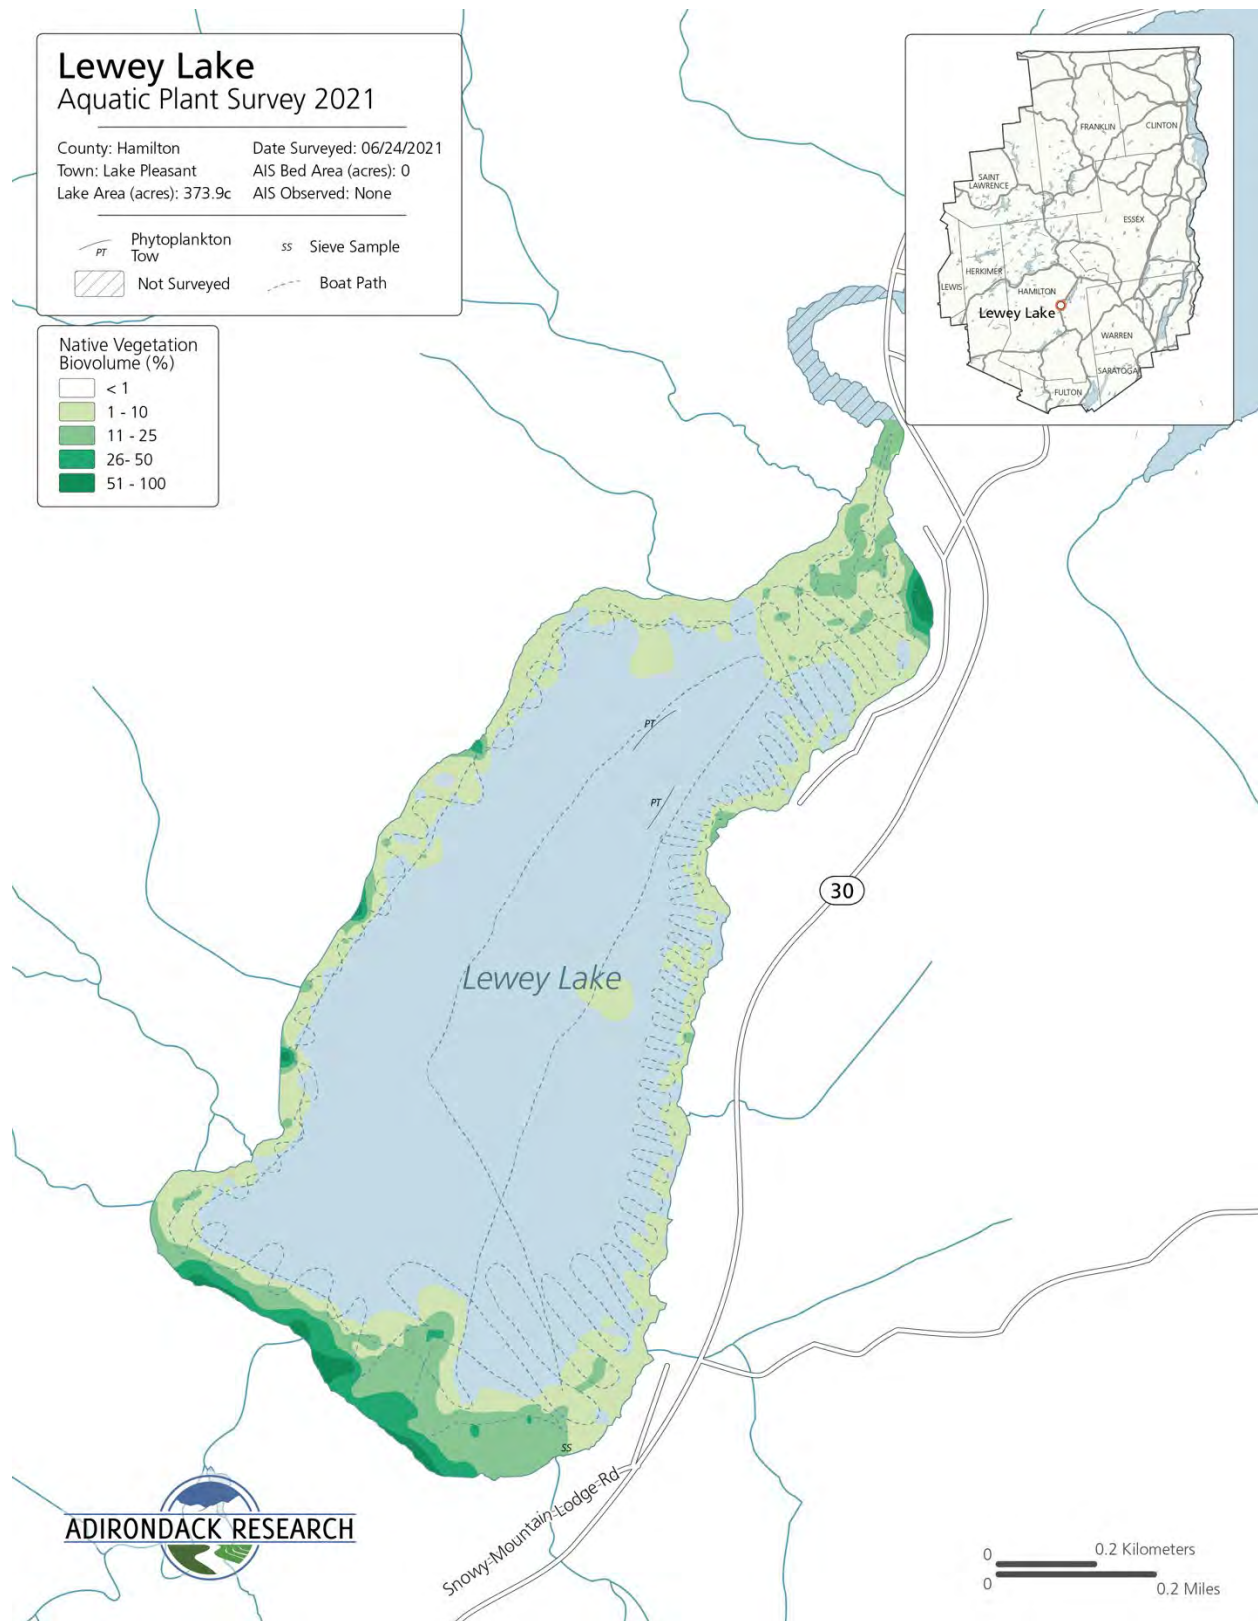 Lewey Lake
Aquatic Plant Survey 2021
County: Hamilton
Town: Lake Pleasant
Lake Area (acres): 373.9c
Date Surveyed: 06/24/2021
AIS Bed Area (acres): 0
AIS Observed: None
PT
Phytoplankton
Tow
SS Sieve Sample
Not Surveyed
Boat Path
Native Vegetation
Biovolume (%)
< 1
1 - 10
11 - 25
26- 50
51 - 100
FRANKLIN
CLINTON
SAINT
LAWRENCE
ESSEX
HERKIMER
LEWIS
HAMILTON
Lewey Lake
WARREN
SARATOGA
FULTON
PT
PT
30
Lewey Lake
SS
Snowy-Mountain-Lodge-Rd
ADIRONDACK RESEARCH
0 0.2 Kilometers
0 0.2 Miles